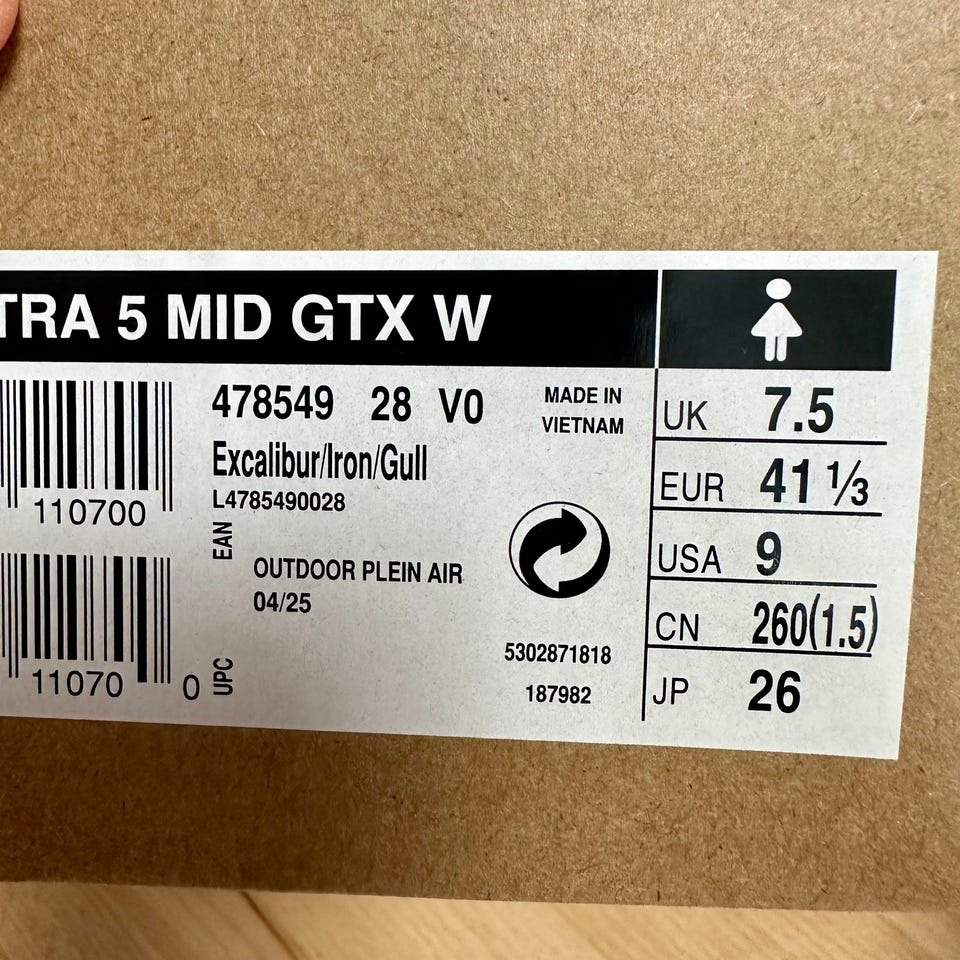 TRA 5 MID GTX W
478549 28 V0
Excalibur/Iron/Gull
L4785490028
MADE IN
VIETNAM
110700
EAN
OUTDOOR PLEIN AIR
04/25
11070 0
UPC
5302871818
187982
UK 7.5
EUR 41 ⅓
USA 9
CN 260(1.5)
JP 26